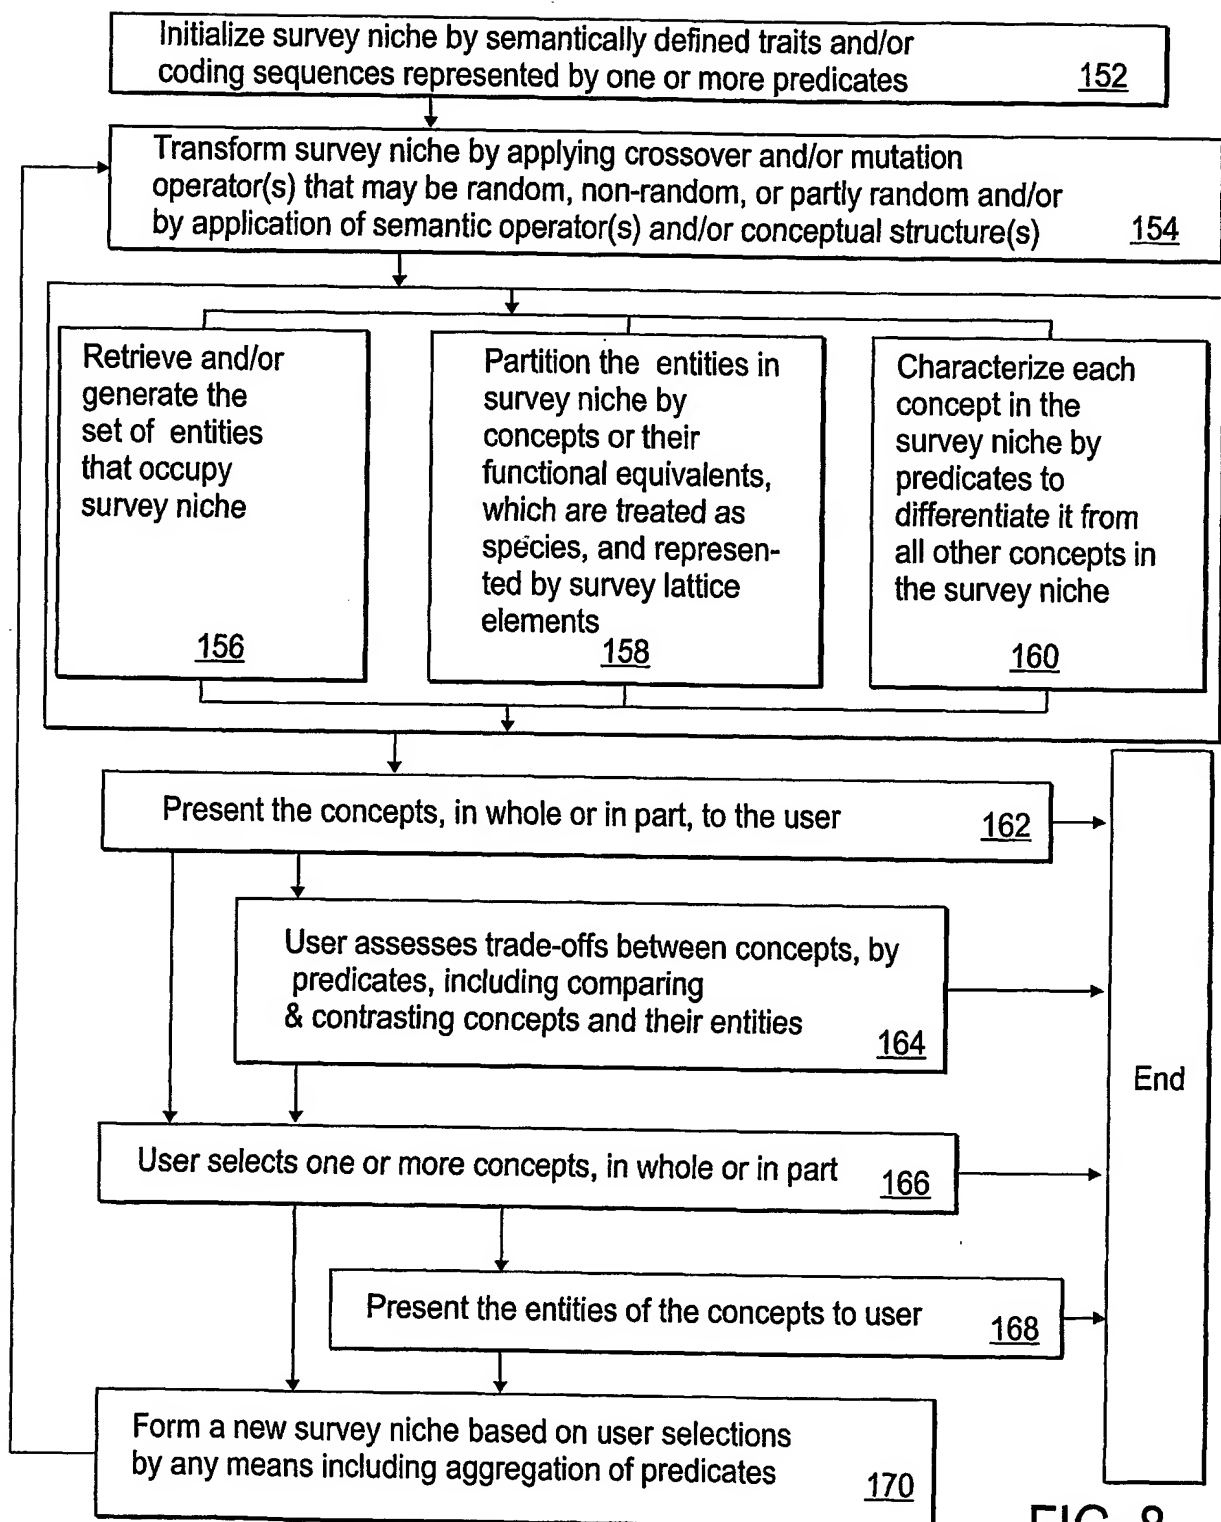 Initialize survey niche by semantically defined traits and/or
coding sequences represented by one or more predicates
152
Transform survey niche by applying crossover and/or mutation
operator(s) that may be random, non-random, or partly random and/or
by application of semantic operator(s) and/or conceptual structure(s)
154
Retrieve and/or
generate the
set of entities
that occupy
survey niche
156
Partition the entities in
survey niche by
concepts or their
functional equivalents,
which are treated as
species, and represen-
ted by survey lattice
elements
158
Characterize each
concept in the
survey niche by
predicates to
differentiate it from
all other concepts in
the survey niche
160
Present the concepts, in whole or in part, to the user
162
User assesses trade-offs between concepts, by
predicates, including comparing
& contrasting concepts and their entities
164
End
User selects one or more concepts, in whole or in part
166
Present the entities of the concepts to user
168
Form a new survey niche based on user selections
by any means including aggregation of predicates
170
FIG. 8